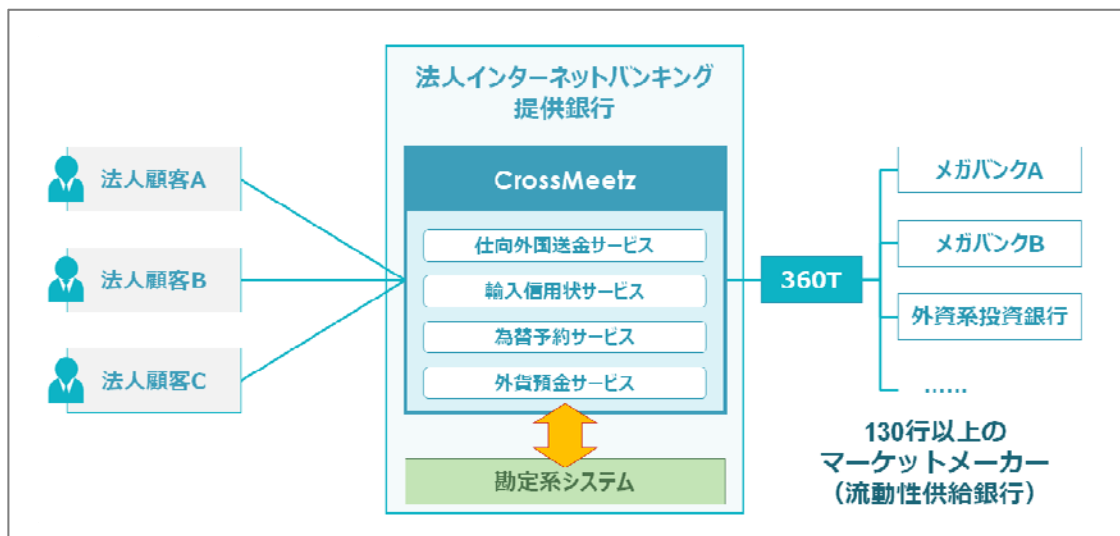 法人インターネットバンキング
提供銀行
法人顧客A
法人顧客B
法人顧客C
CrossMeetz
仕向外国送金サービス
輸入信用状サービス
為替予約サービス
外貨預金サービス
勘定系システム
360T
メガバンクA
メガバンクB
外資系投資銀行
……
130行以上の
マーケットメーカー
（流動性供給銀行）